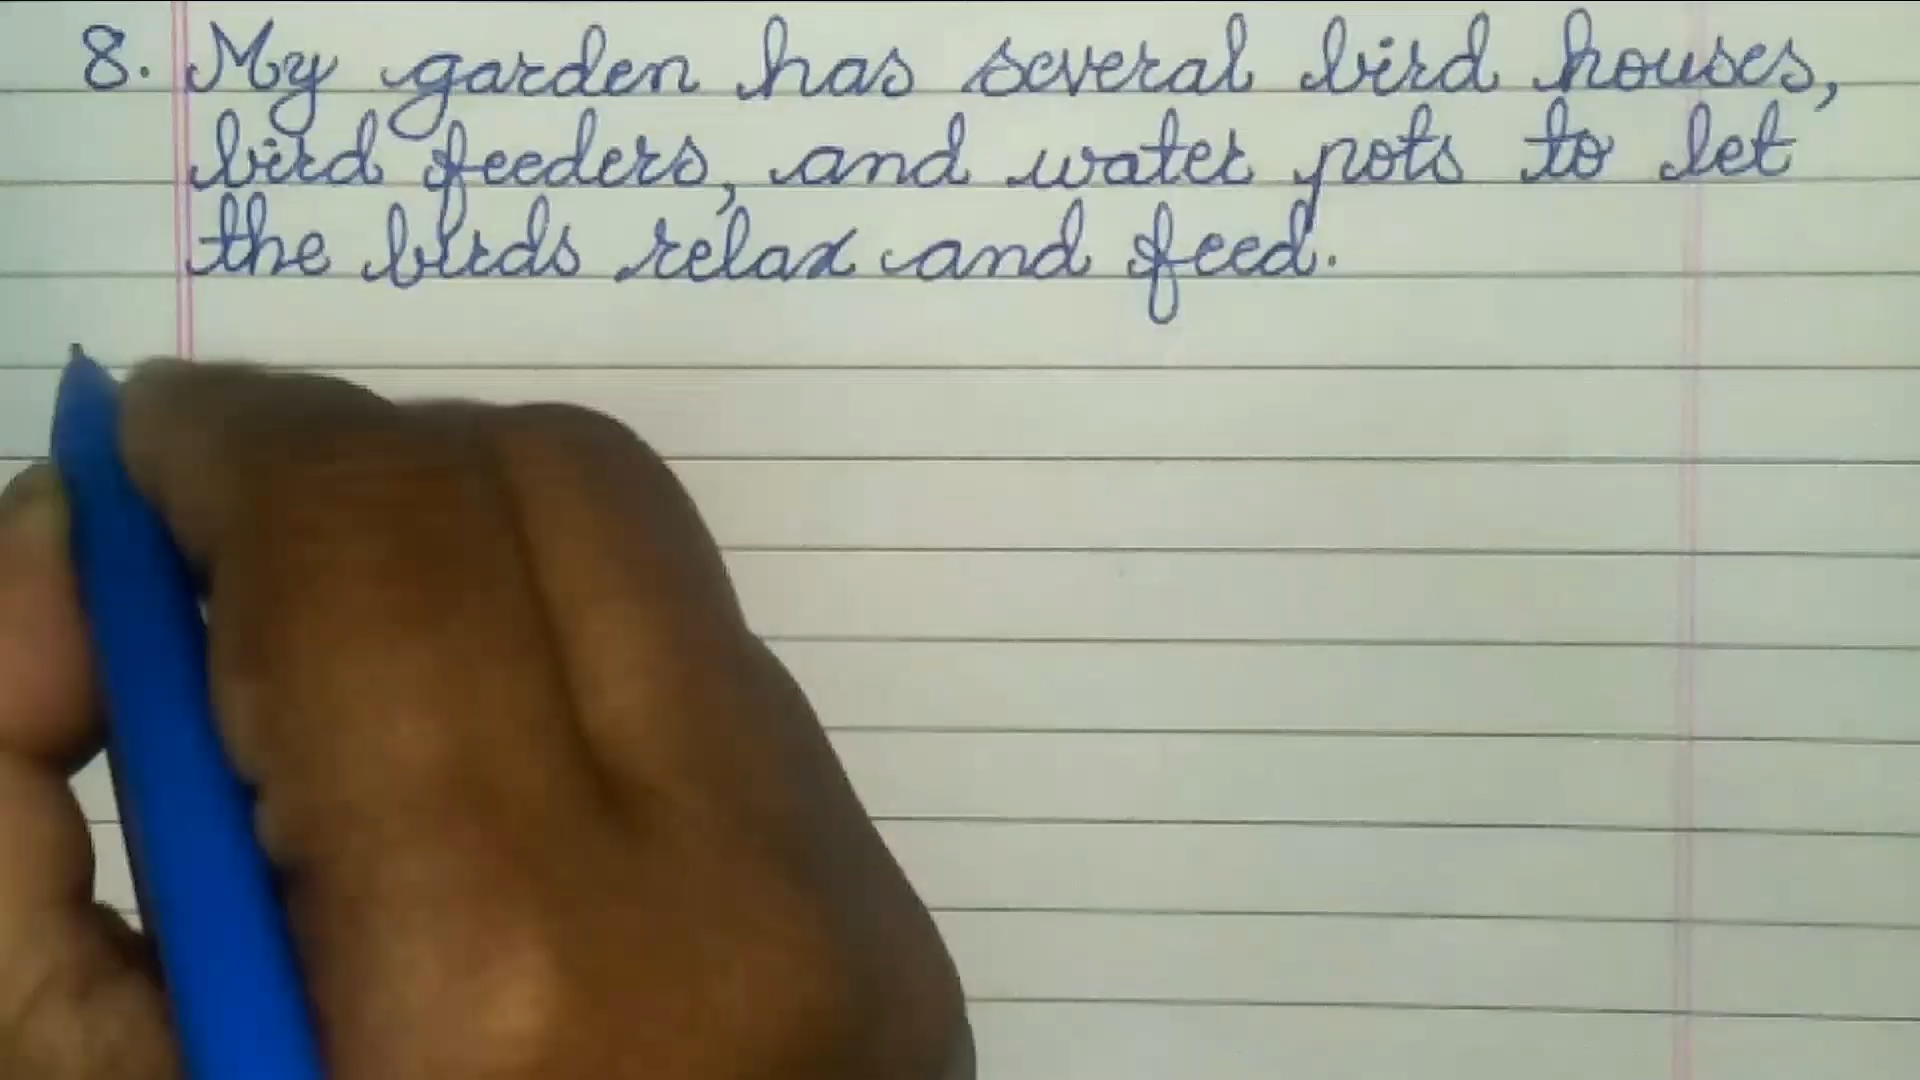 8. My garden has several bird houses,
bird feeders, and water pots to let
the birds relax and feed.